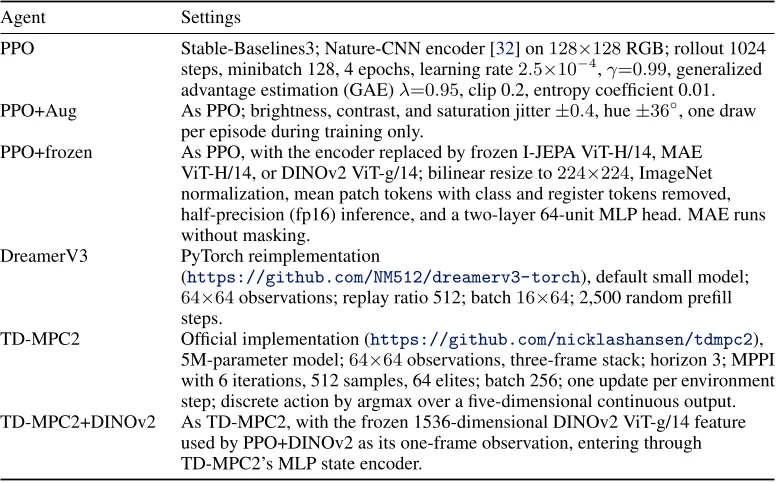 Agent Settings
PPO Stable-Baselines3; Nature-CNN encoder [32] on 128×128 RGB; rollout 1024
steps, minibatch 128, 4 epochs, learning rate 2.5×10⁻⁴, γ=0.99, generalized
advantage estimation (GAE) λ=0.95, clip 0.2, entropy coefficient 0.01.
PPO+Aug As PPO; brightness, contrast, and saturation jitter ±0.4, hue ±36°, one draw
per episode during training only.
PPO+frozen As PPO, with the encoder replaced by frozen I-JEPA ViT-H/14, MAE
ViT-H/14, or DINOv2 ViT-g/14; bilinear resize to 224×224, ImageNet
normalization, mean patch tokens with class and register tokens removed,
half-precision (fp16) inference, and a two-layer 64-unit MLP head. MAE runs
without masking.
DreamerV3 PyTorch reimplementation
(https://github.com/NM512/dreamerv3-torch), default small model;
64×64 observations; replay ratio 512; batch 16×64; 2,500 random prefill
steps.
TD-MPC2 Official implementation (https://github.com/nicklashansen/tdmpc2),
5M-parameter model; 64×64 observations, three-frame stack; horizon 3; MPPI
with 6 iterations, 512 samples, 64 elites; batch 256; one update per environment
step; discrete action by argmax over a five-dimensional continuous output.
TD-MPC2+DINOv2 As TD-MPC2, with the frozen 1536-dimensional DINOv2 ViT-g/14 feature
used by PPO+DINOv2 as its one-frame observation, entering through
TD-MPC2's MLP state encoder.